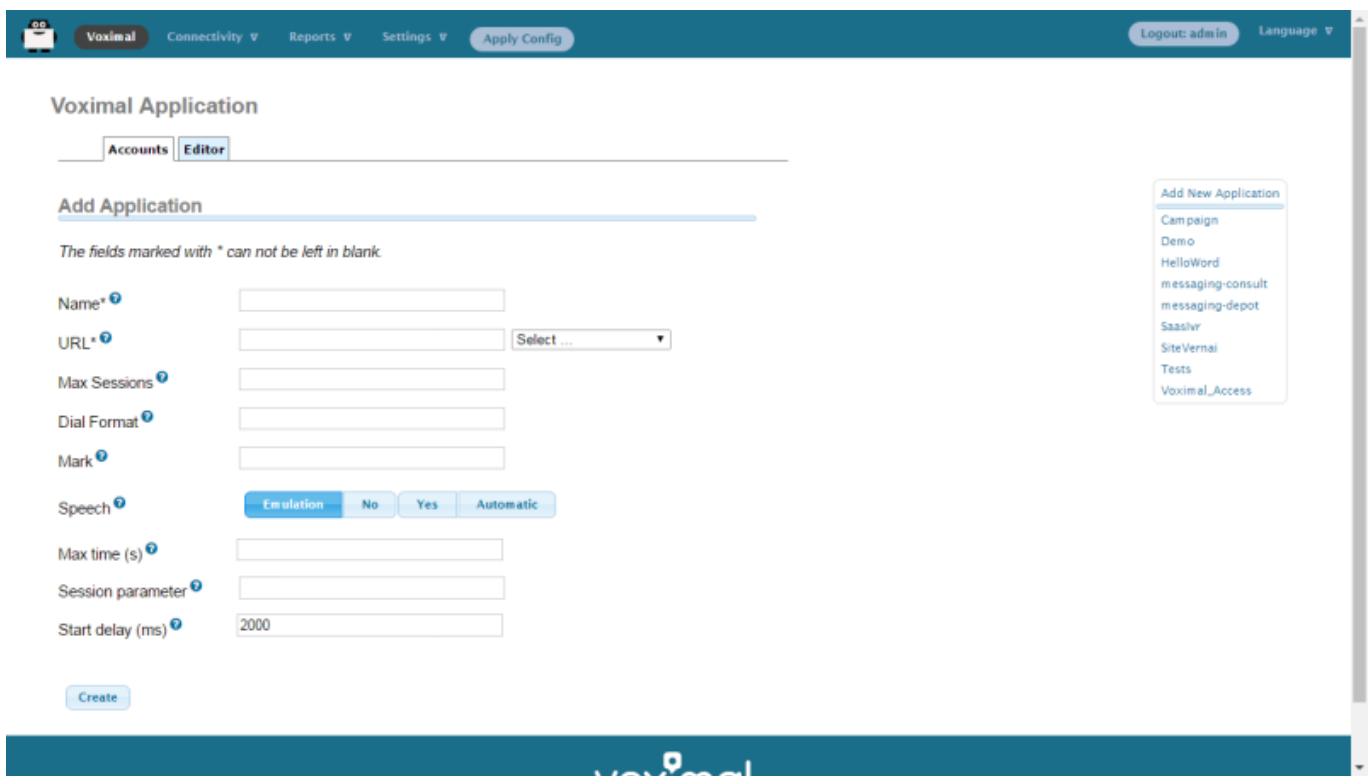 Voximal Connectivity ∇ Reports ∇ Settings ∇ Apply Config Logout: admin Language ∇
Voximal Application
Accounts Editor
Add Application
The fields marked with * can not be left in blank.
Name* ?
URL* ? Select ... ▼
Max Sessions ?
Dial Format ?
Mark ?
Speech ? Emulation No Yes Automatic
Max time (s) ?
Session parameter ?
Start delay (ms) ? 2000
Create
Add New Application
Campaign
Demo
HelloWord
messaging-consult
messaging-depot
SaasIvr
SiteVernai
Tests
Voximal_Access
voximal